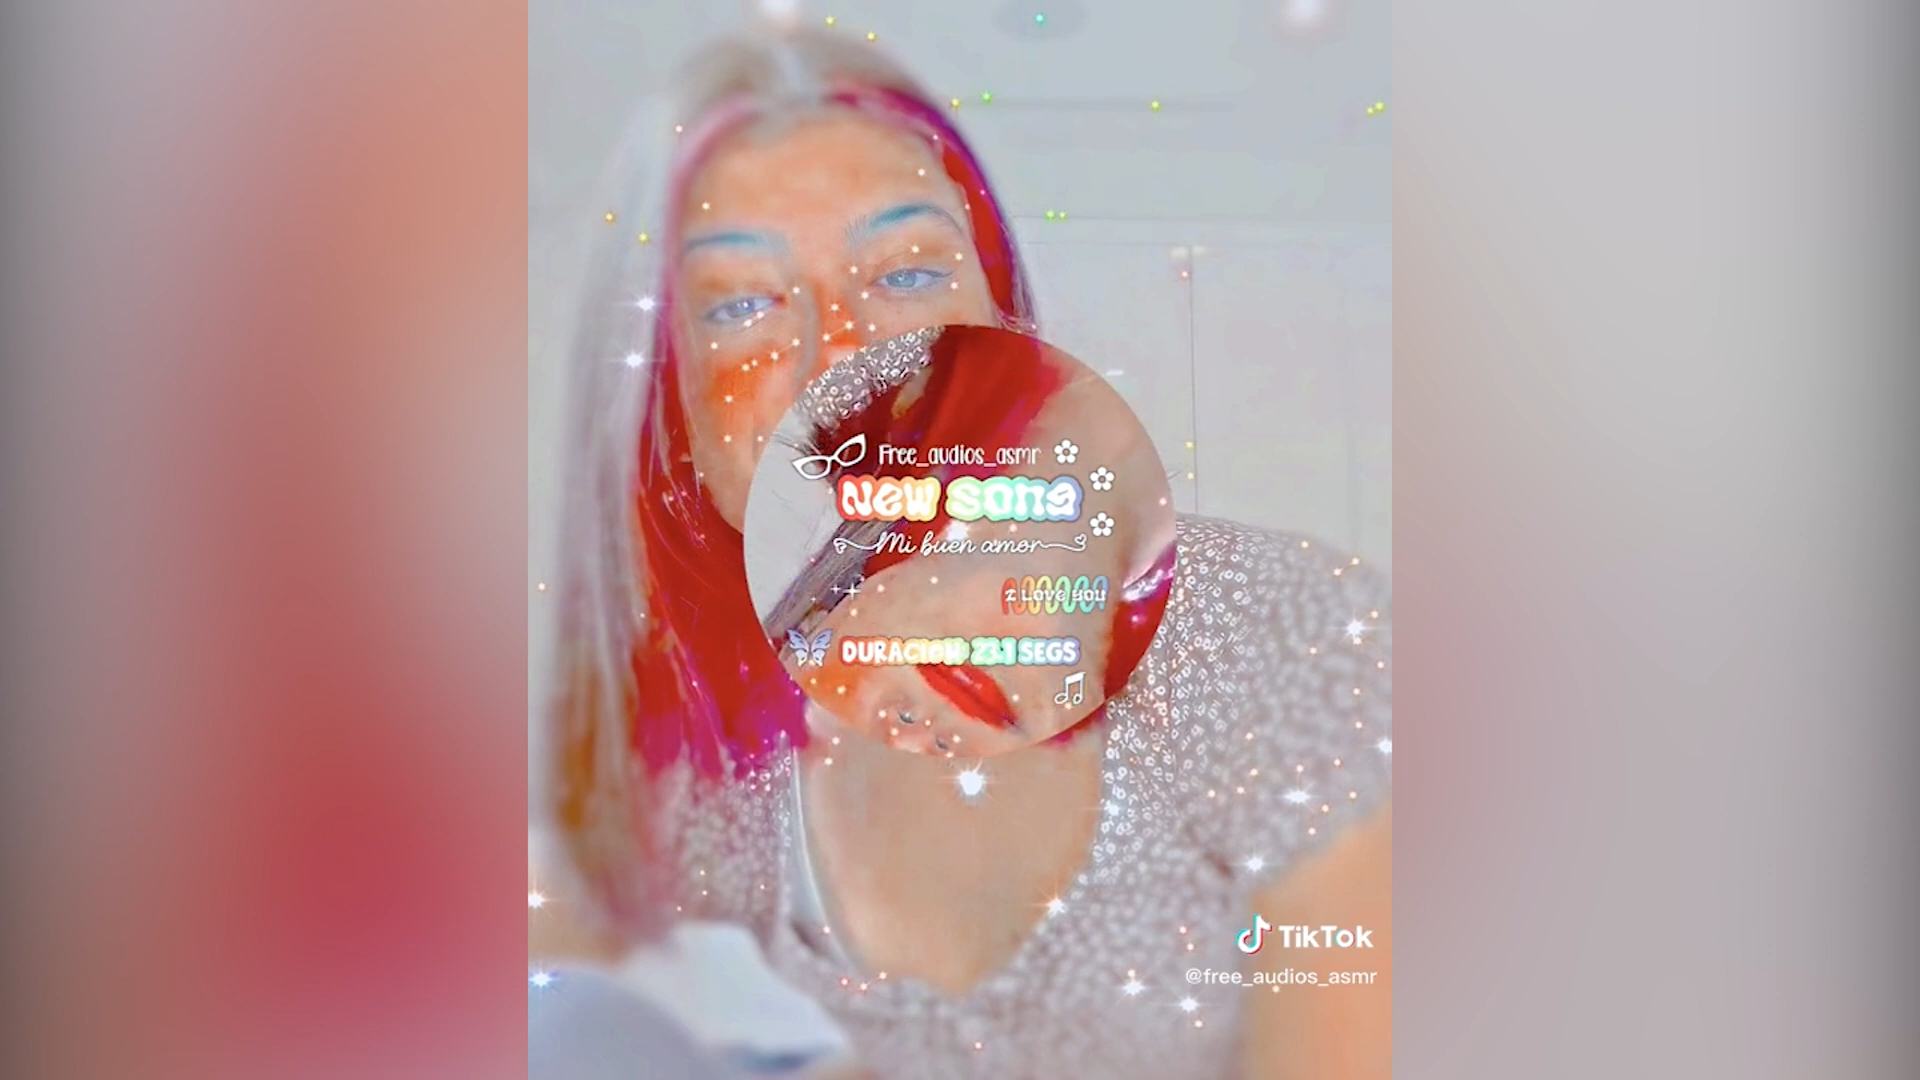 Free_audios_asmr
New song
Mi buen amor
I Love you
DURACION 23.1 SEGS
TikTok
@free_audios_asmr